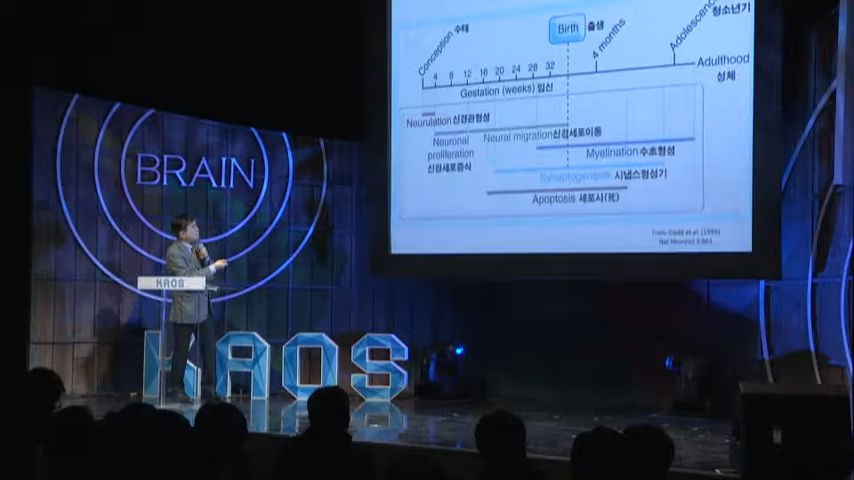 BRAIN
KAOS
KAOS
Birth 출생
Conception 수태
4 months
Adolescence
청소년기
4 8 12 16 20 24 28 32
Gestation (weeks) 임신
Adulthood
성체
Neurulation 신경관형성
Neural migration 신경세포이동
Neuronal
proliferation
신경세포증식
Myelination 수초형성
Synaptogenesis 시냅스형성기
Apoptosis 세포사(死)
(1999)